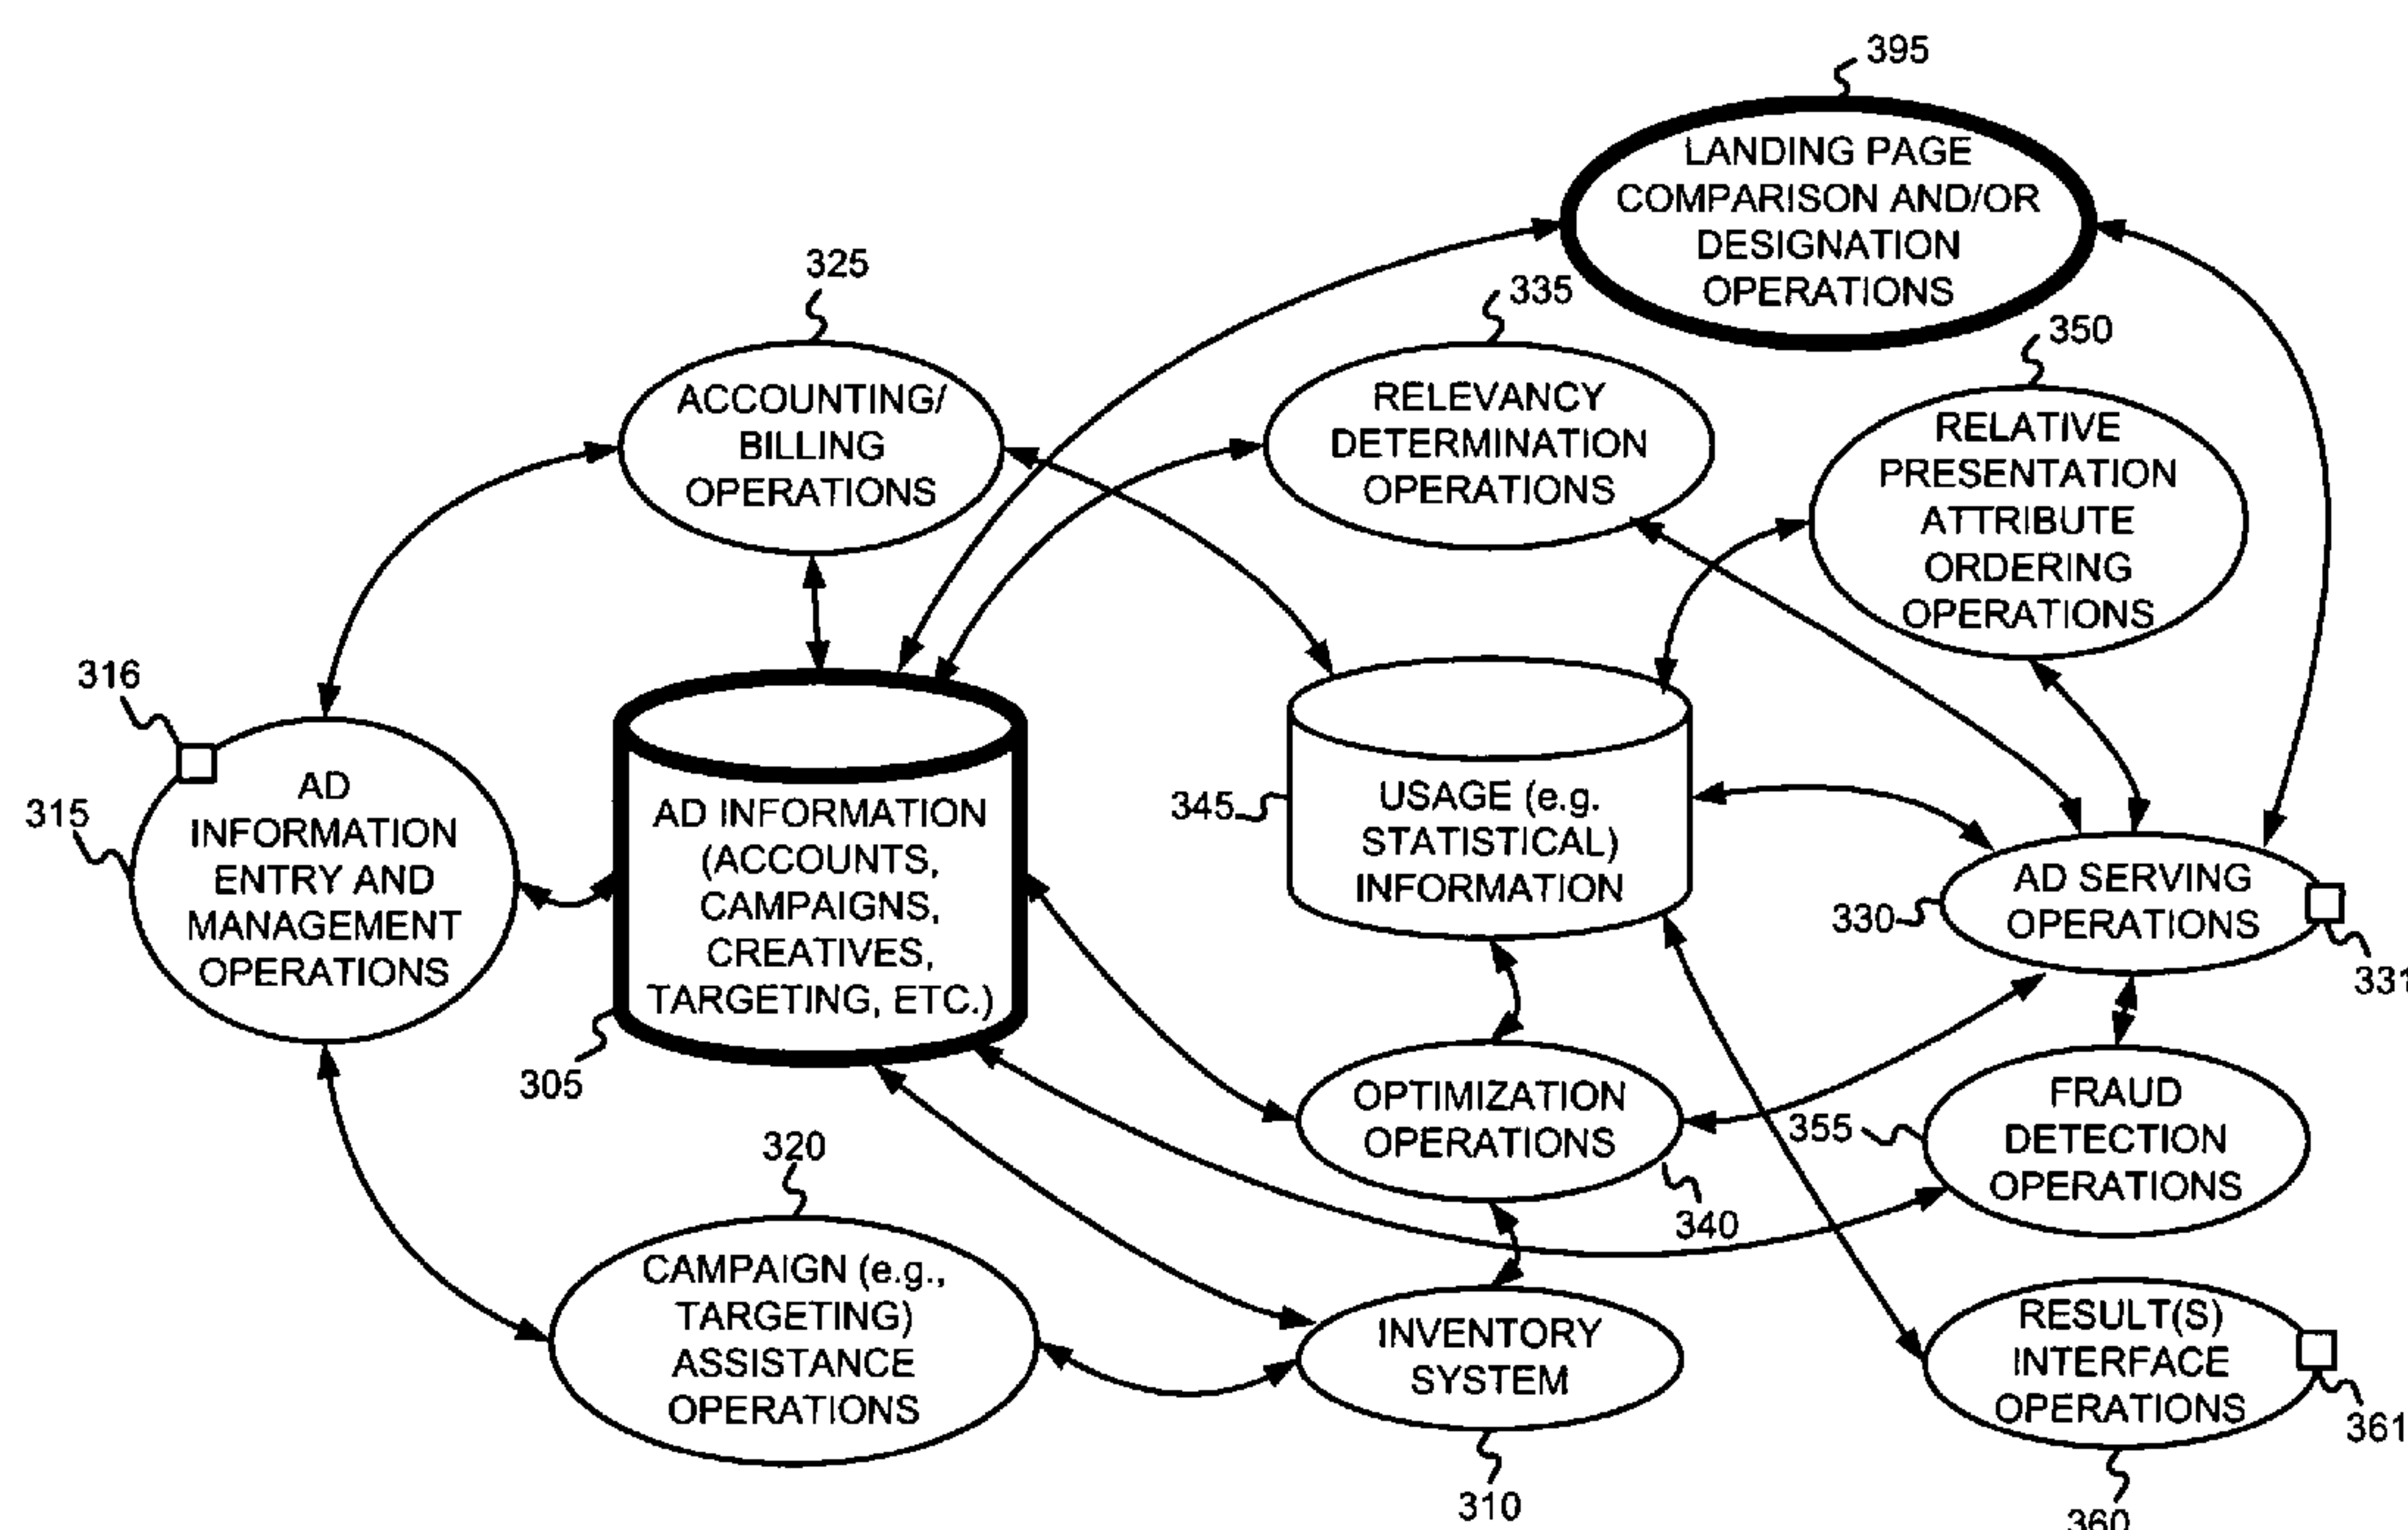 395
LANDING PAGE
COMPARISON AND/OR
DESIGNATION
OPERATIONS
325
ACCOUNTING/
BILLING
OPERATIONS
335
RELEVANCY
DETERMINATION
OPERATIONS
350
RELATIVE
PRESENTATION
ATTRIBUTE
ORDERING
OPERATIONS
316
315
AD
INFORMATION
ENTRY AND
MANAGEMENT
OPERATIONS
AD INFORMATION
(ACCOUNTS,
CAMPAIGNS,
CREATIVES,
TARGETING, ETC.)
305
345
USAGE (e.g.
STATISTICAL)
INFORMATION
330
AD SERVING
OPERATIONS
331
OPTIMIZATION
OPERATIONS
340
355
FRAUD
DETECTION
OPERATIONS
320
CAMPAIGN (e.g.,
TARGETING)
ASSISTANCE
OPERATIONS
INVENTORY
SYSTEM
310
RESULT(S)
INTERFACE
OPERATIONS
361
360